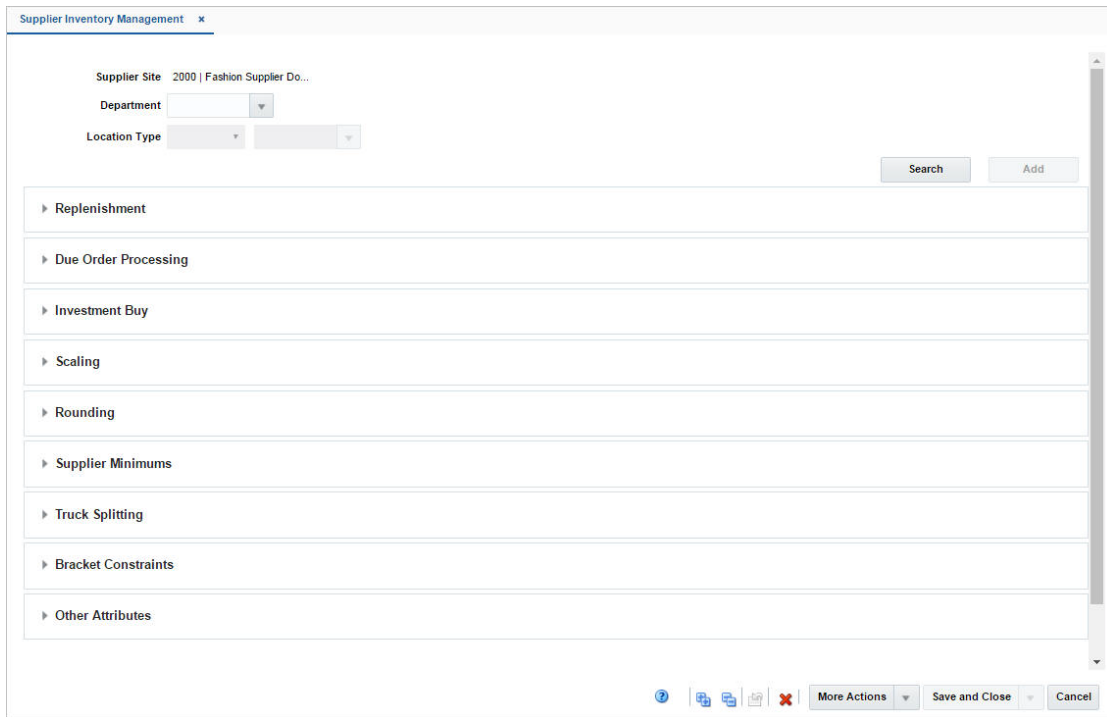 Supplier Inventory Management x
Supplier Site 2000 | Fashion Supplier Do...
Department
Location Type
Search Add
Replenishment
Due Order Processing
Investment Buy
Scaling
Rounding
Supplier Minimums
Truck Splitting
Bracket Constraints
Other Attributes
? More Actions Save and Close Cancel